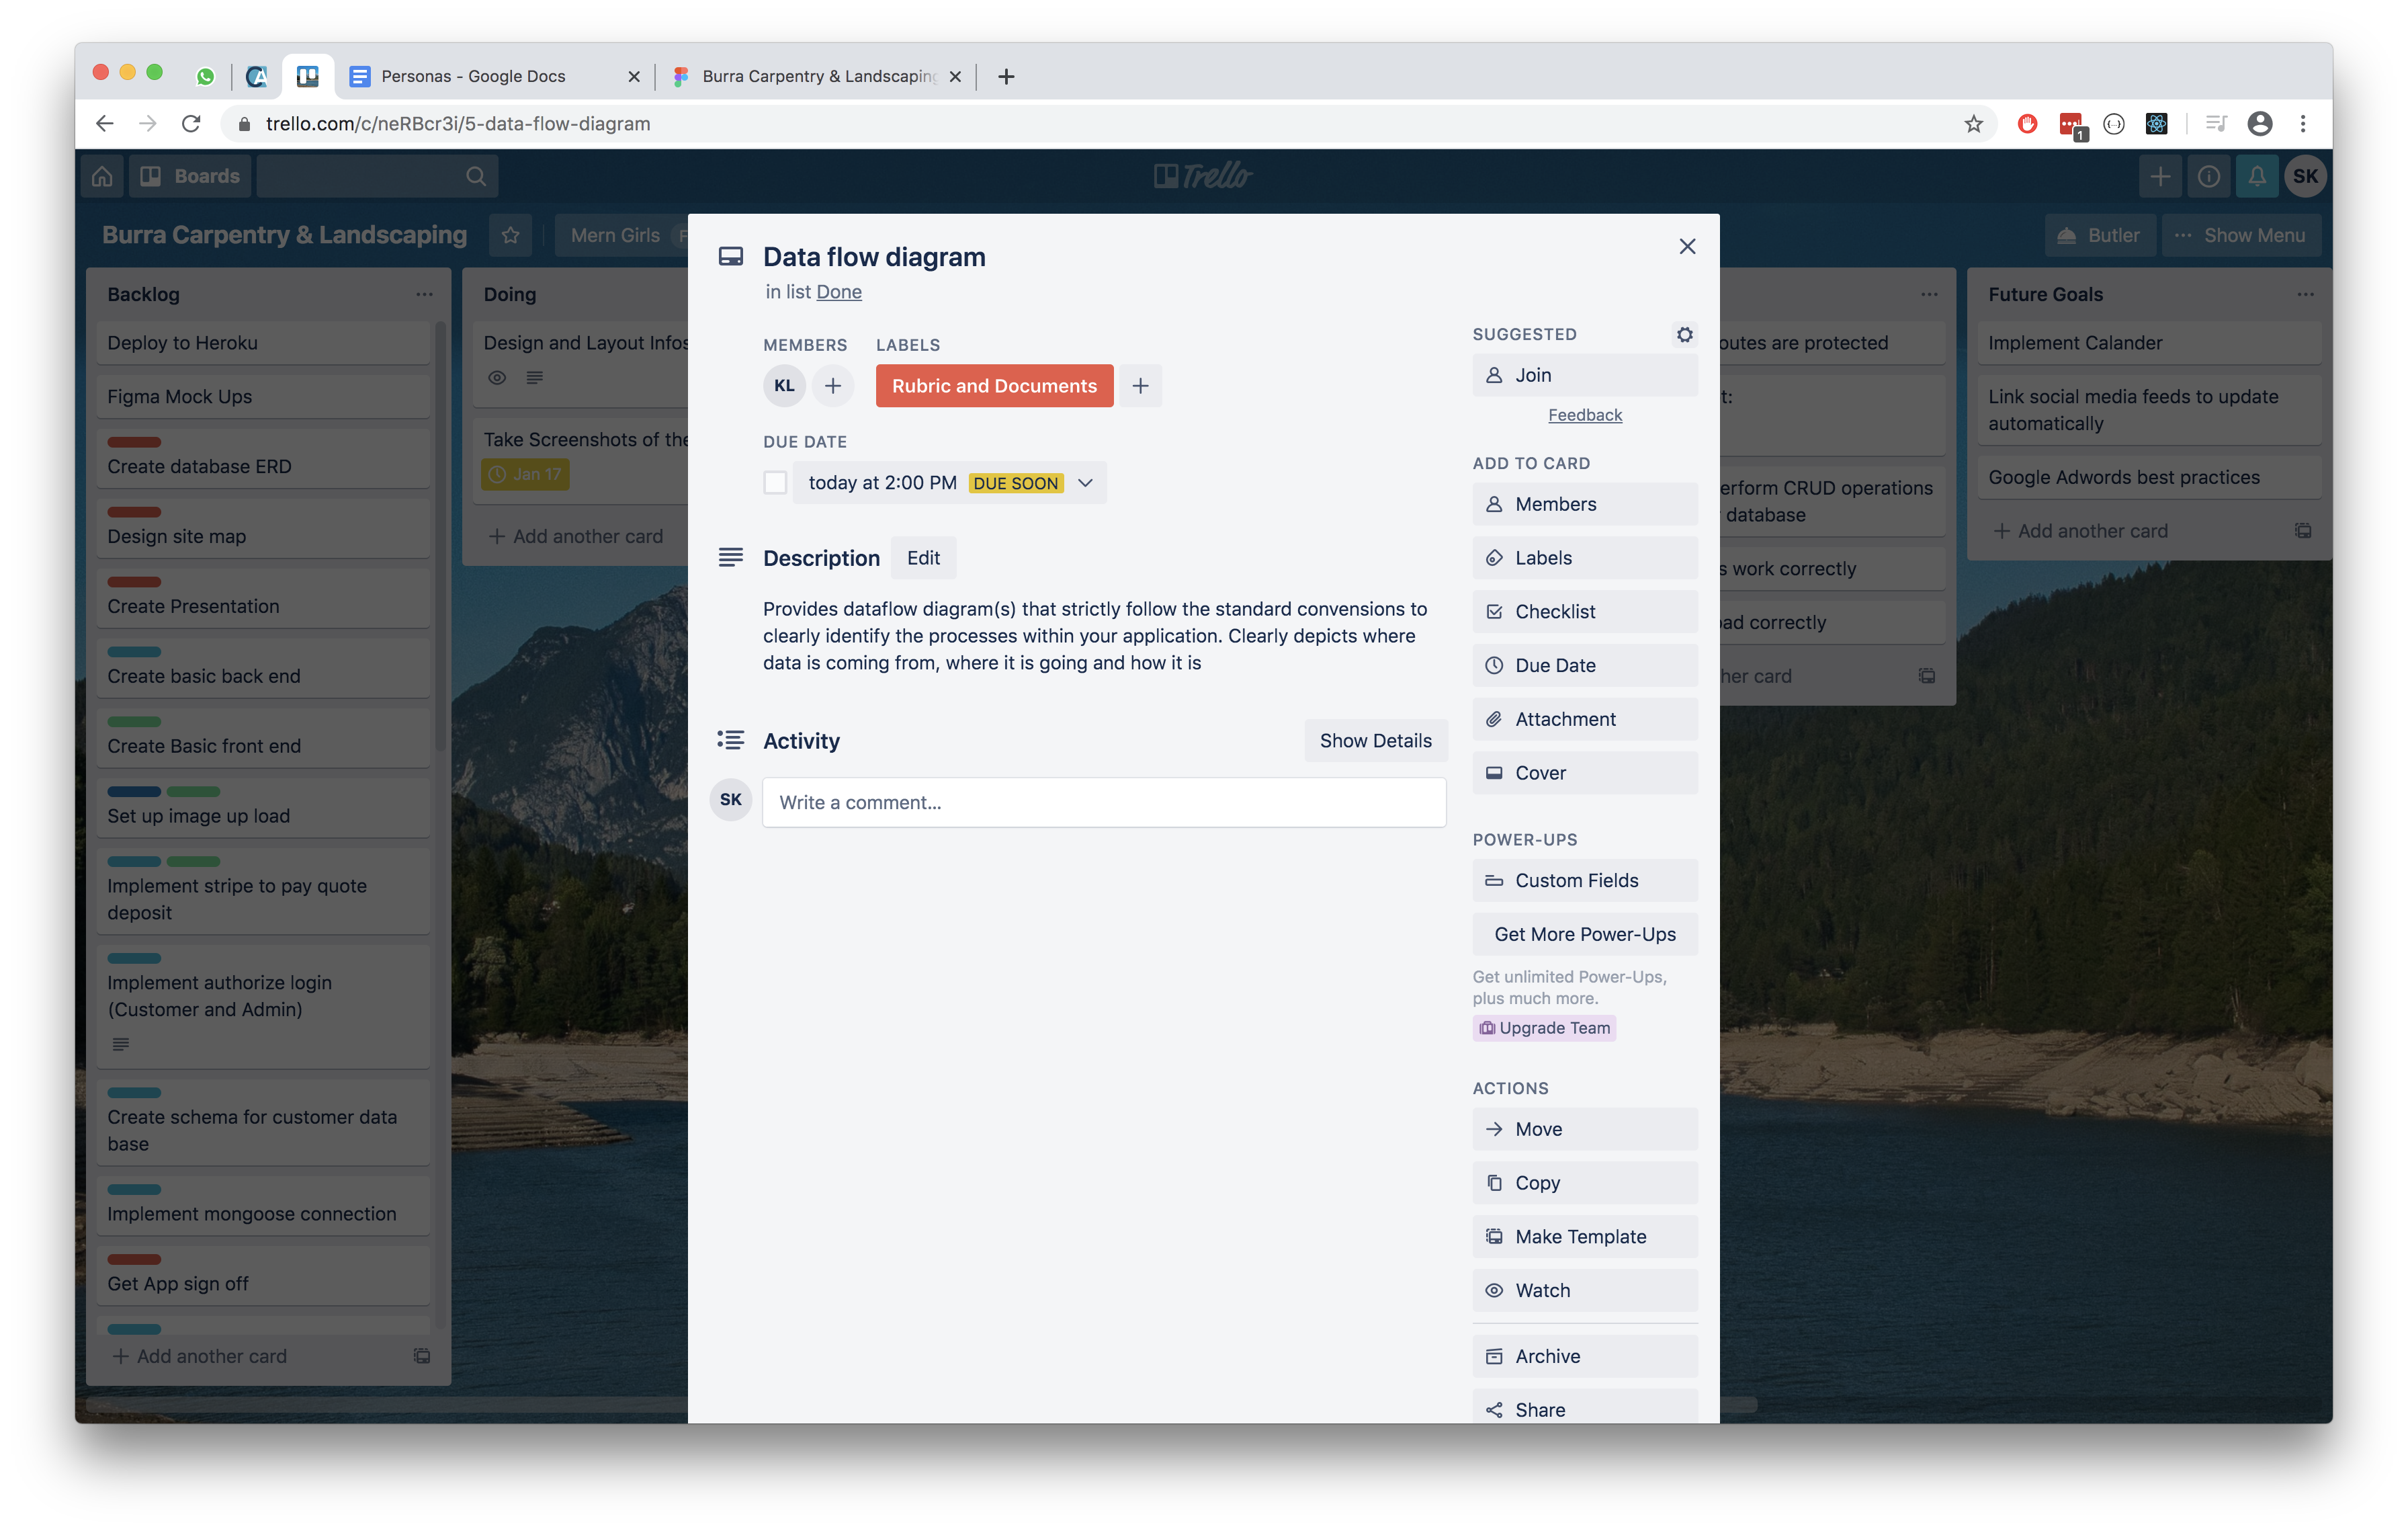 Personas - Google Docs
Burra Carpentry & Landscaping
trello.com/c/neRBcr3i/5-data-flow-diagram
1
Boards
Trello
SK
Burra Carpentry & Landscaping
Mern Girls
F
Butler
Show Menu
Backlog
Deploy to Heroku
Figma Mock Ups
Create database ERD
Design site map
Create Presentation
Create basic back end
Create Basic front end
Set up image up load
Implement stripe to pay quote
deposit
Implement authorize login
(Customer and Admin)
Create schema for customer data
base
Implement mongoose connection
Get App sign off
+ Add another card
Doing
Design and Layout Infos
Take Screenshots of the
Jan 17
+ Add another card
Data flow diagram
in list Done
MEMBERS
KL
LABELS
Rubric and Documents
DUE DATE
today at 2:00 PM DUE SOON
Description
Edit
Provides dataflow diagram(s) that strictly follow the standard convensions to
clearly identify the processes within your application. Clearly depicts where
data is coming from, where it is going and how it is
Activity
Show Details
SK
Write a comment...
SUGGESTED
Join
Feedback
ADD TO CARD
Members
Labels
Checklist
Due Date
Attachment
Cover
POWER-UPS
Custom Fields
Get More Power-Ups
Get unlimited Power-Ups,
plus much more.
Upgrade Team
ACTIONS
Move
Copy
Make Template
Watch
Archive
Share
outes are protected
t:
erform CRUD operations
database
s work correctly
ad correctly
her card
Future Goals
Implement Calander
Link social media feeds to update
automatically
Google Adwords best practices
+ Add another card